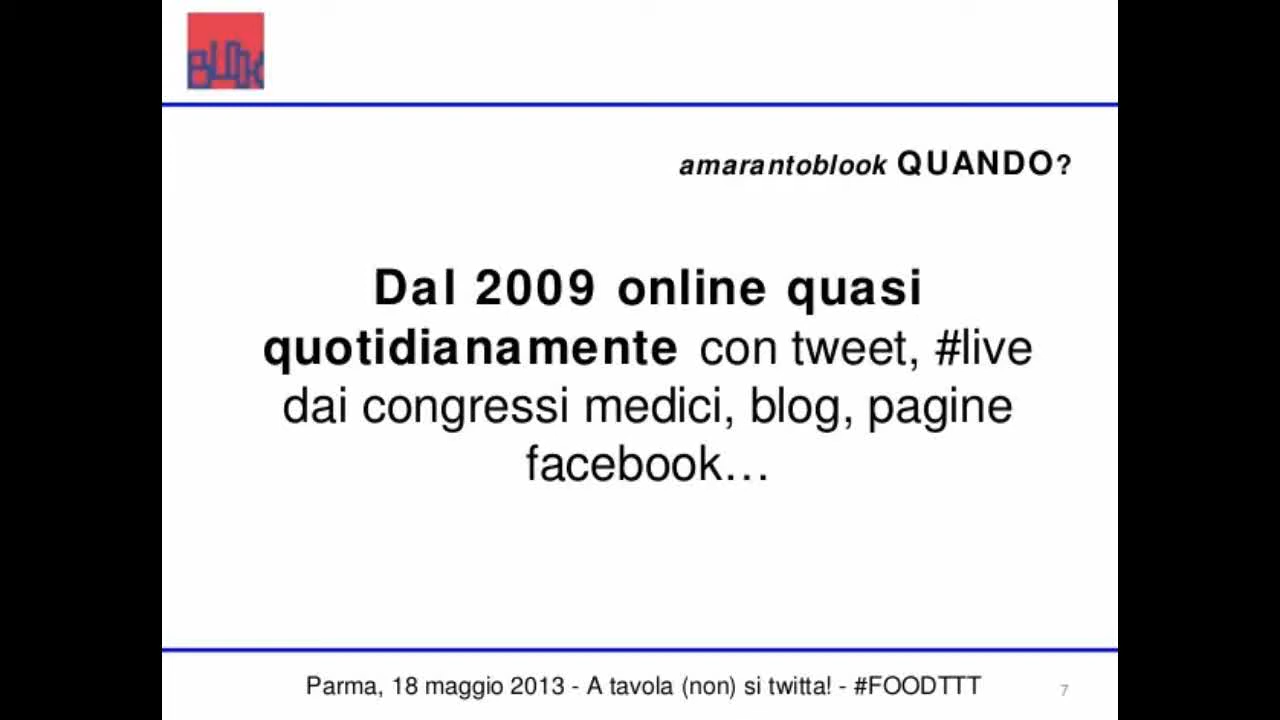 BLOOK
amarantoblook QUANDO?
Dal 2009 online quasi
quotidianamente con tweet, #live
dai congressi medici, blog, pagine
facebook…
Parma, 18 maggio 2013 - A tavola (non) si twitta! - #FOODTTT
7